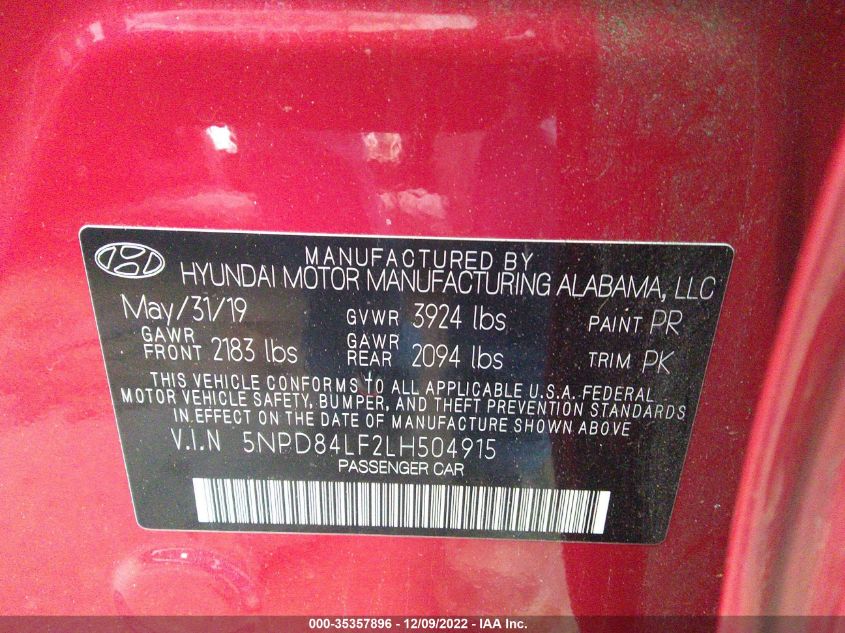 MANUFACTURED BY
HYUNDAI MOTOR MANUFACTURING ALABAMA, LLC
May/31/19 GVWR 3924 lbs PAINT PR
GAWR FRONT 2183 lbs GAWR REAR 2094 lbs TRIM PK
THIS VEHICLE CONFORMS TO ALL APPLICABLE U.S.A. FEDERAL
MOTOR VEHICLE SAFETY, BUMPER, AND THEFT PREVENTION STANDARDS
IN EFFECT ON THE DATE OF MANUFACTURE SHOWN ABOVE
V.I.N 5NPD84LF2LH504915
PASSENGER CAR
000-35357896 - 12/09/2022 - IAA Inc.